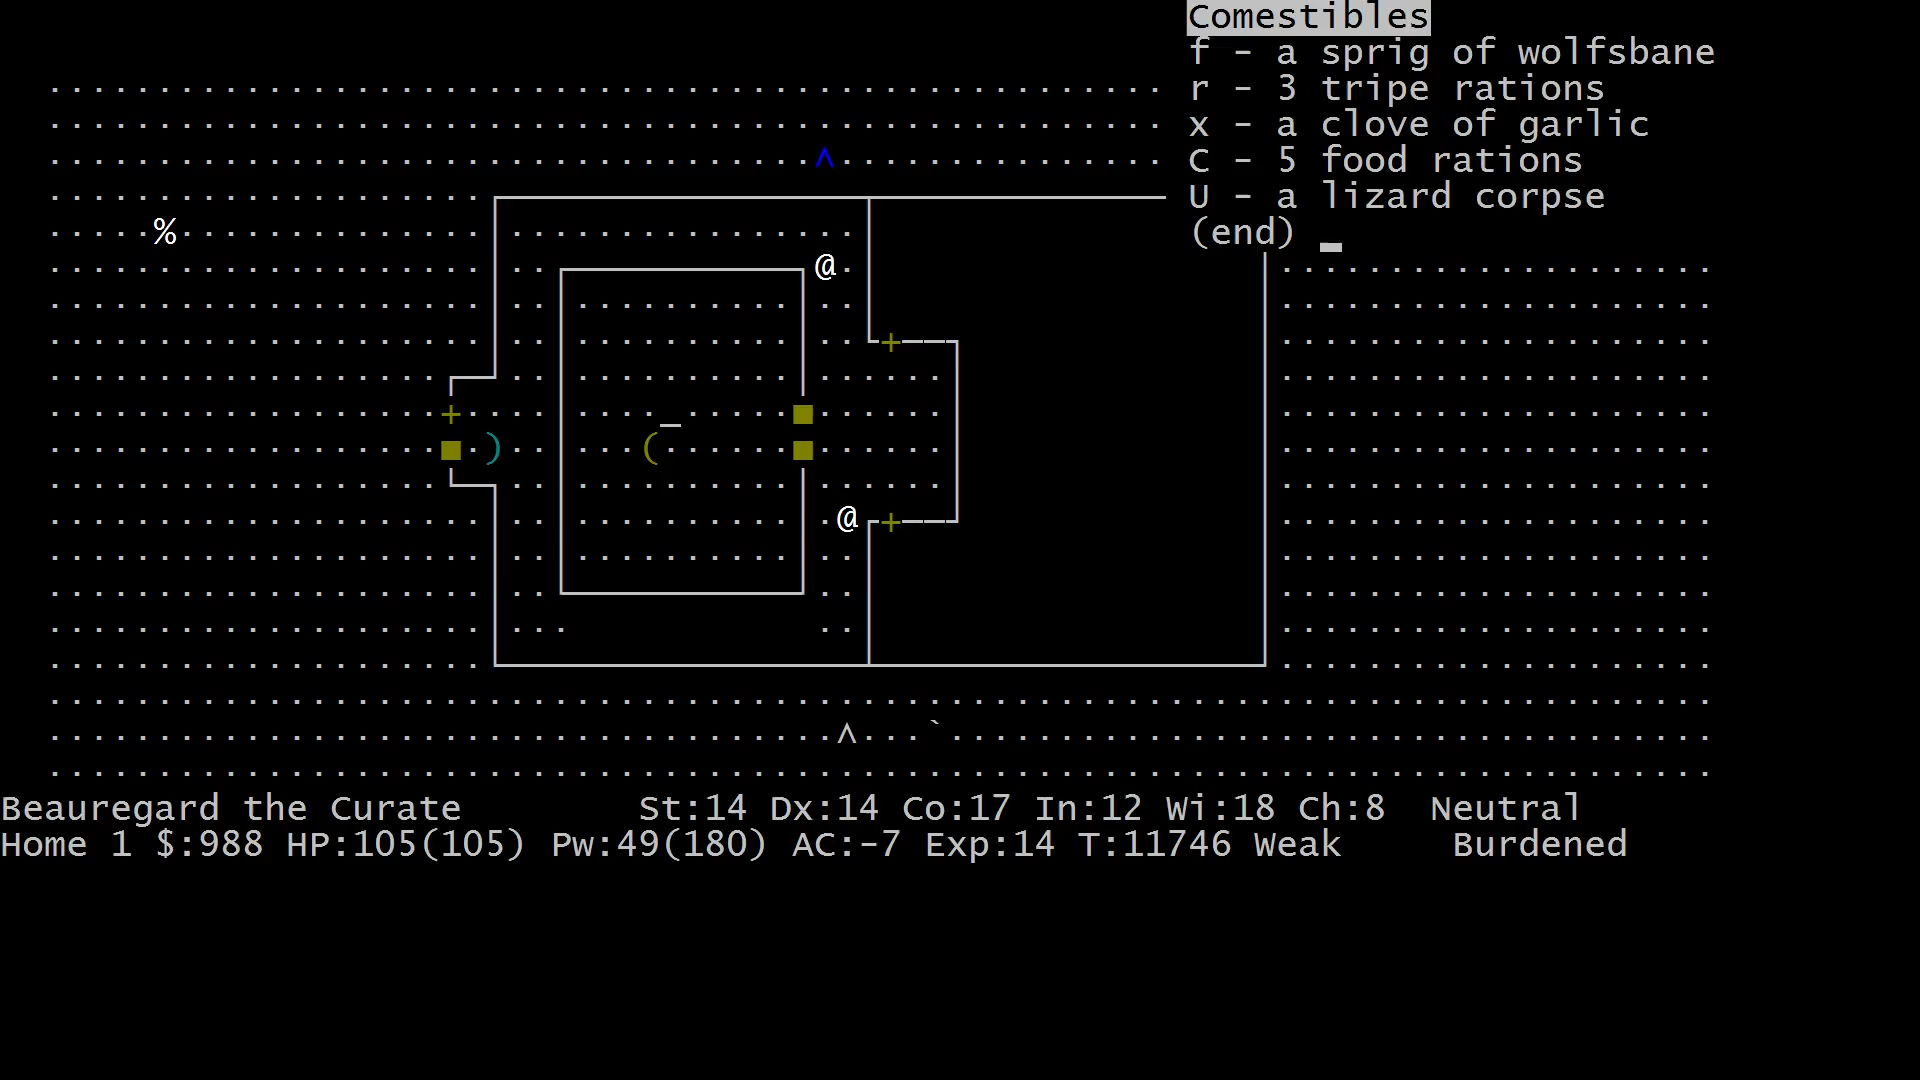 Comestibles
f - a sprig of wolfsbane
r - 3 tripe rations
x - a clove of garlic
C - 5 food rations
U - a lizard corpse
(end)
Beauregard the Curate St:14 Dx:14 Co:17 In:12 Wi:18 Ch:8 Neutral
Home 1 $:988 HP:105(105) Pw:49(180) AC:-7 Exp:14 T:11746 Weak Burdened